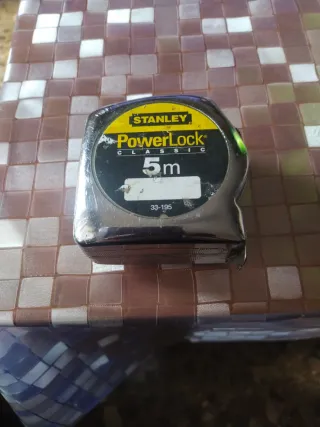 STANLEY
PowerLock®
CLASSIC
5m
33-195